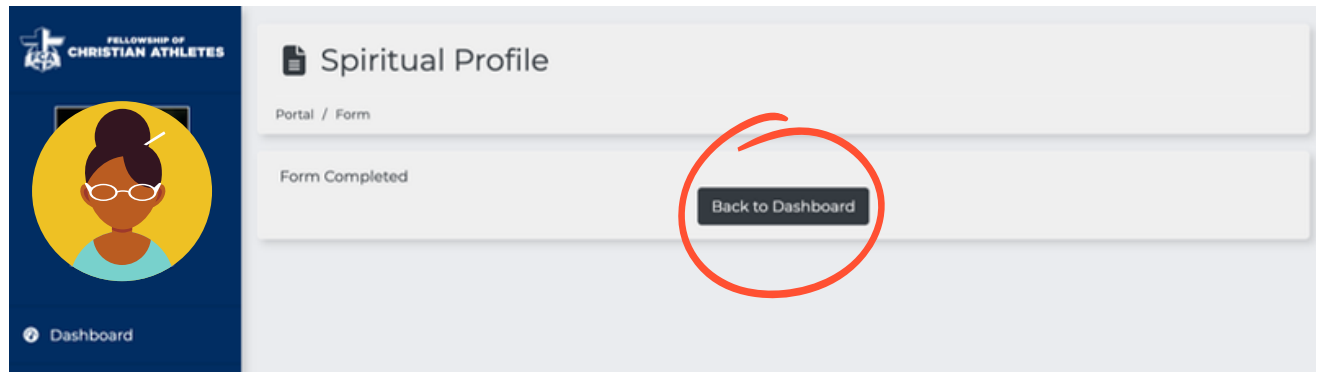 FELLOWSHIP OF
CHRISTIAN ATHLETES
Spiritual Profile
Portal / Form
Form Completed
Back to Dashboard
Dashboard